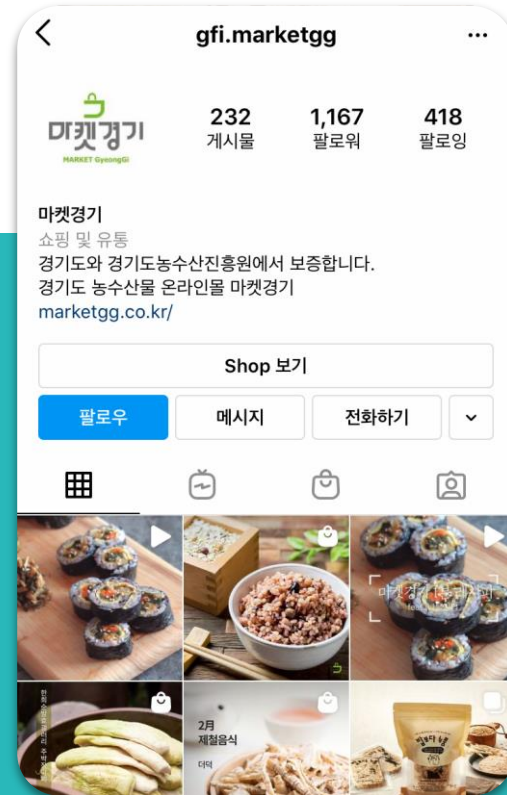 gfi.marketgg
마켓경기
MARKET GyeongGi
232
게시물
1,167
팔로워
418
팔로잉
마켓경기
쇼핑 및 유통
경기도와 경기도농수산진흥원에서 보증합니다.
경기도 농수산물 온라인몰 마켓경기
marketgg.co.kr/
Shop 보기
팔로우
메시지
전화하기
2月
제철음식
더덕